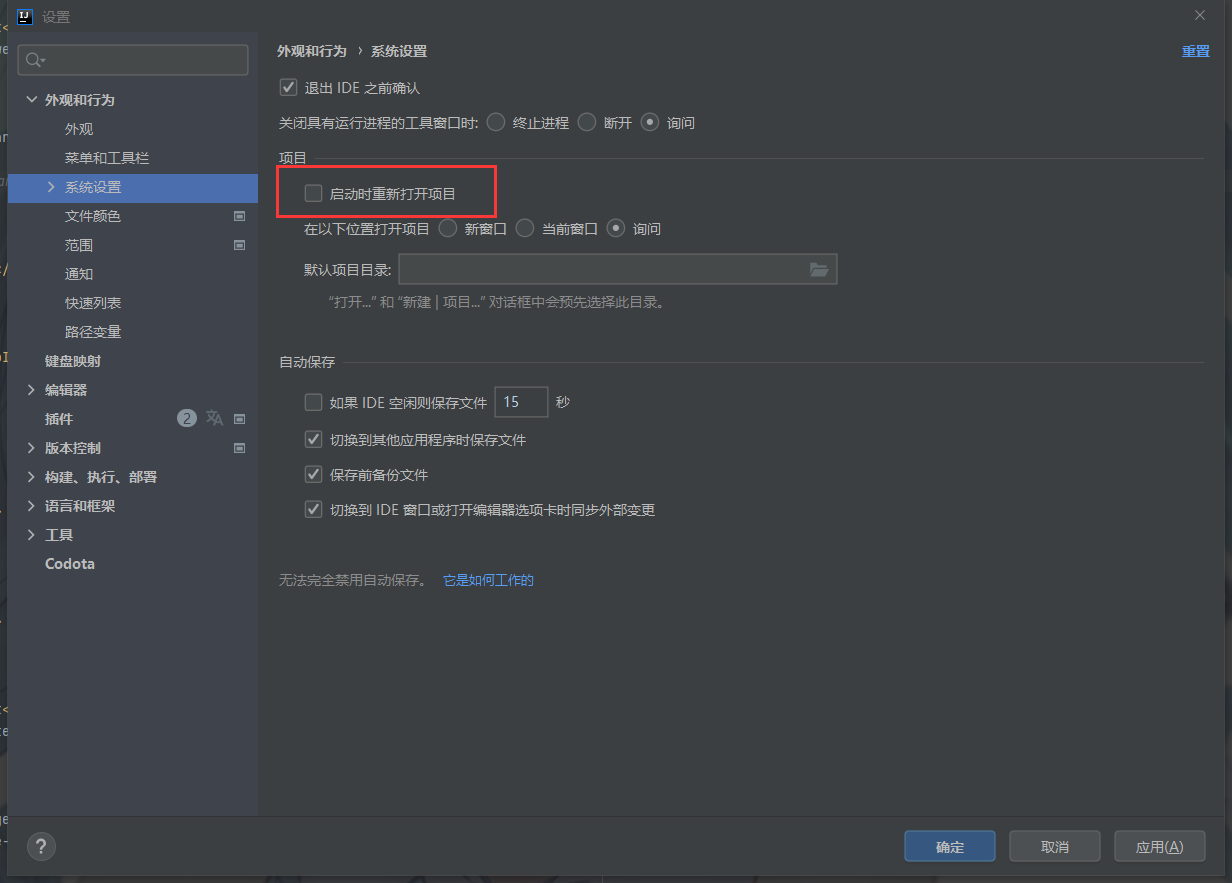 设置
外观和行为 › 系统设置
重置
外观和行为
外观
菜单和工具栏
系统设置
文件颜色
范围
通知
快速列表
路径变量
键盘映射
编辑器
插件 2
版本控制
构建、执行、部署
语言和框架
工具
Codota
退出 IDE 之前确认
关闭具有运行进程的工具窗口时: 终止进程 断开 询问
项目
启动时重新打开项目
在以下位置打开项目 新窗口 当前窗口 询问
默认项目目录:
“打开...” 和 “新建 | 项目...” 对话框中会预先选择此目录。
自动保存
如果 IDE 空闲则保存文件 15 秒
切换到其他应用程序时保存文件
保存前备份文件
切换到 IDE 窗口或打开编辑器选项卡时同步外部变更
无法完全禁用自动保存。 它是如何工作的
?
确定 取消 应用(A)